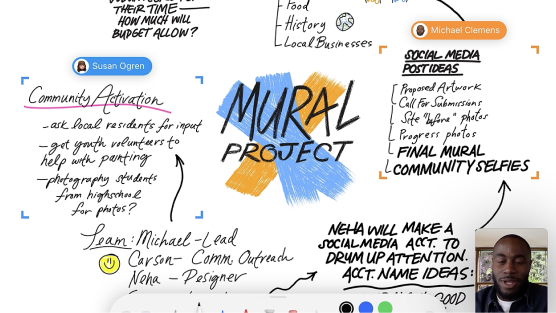 THEIR TIME —
HOW MUCH WILL
BUDGET ALLOW?
- Food
- History
- Local Businesses
Michael Clemens
SOCIAL MEDIA
POST IDEAS
Proposed Artwork
Call For Submissions
Site "before" photos
Progress photos
FINAL MURAL
COMMUNITY SELFIES
Susan Ogren
Community Activation
- ask local residents for input
- got youth volunteers to
help with painting
- photography students
from highschool
for photos?
MURAL
PROJECT
Team: Michael - Lead
Carson - Comm. Outreach
Neha - Designer
NEHA WILL MAKE A
SOCIAL MEDIA ACCT. TO
DRUM UP ATTENTION.
ACCT. NAME IDEAS: